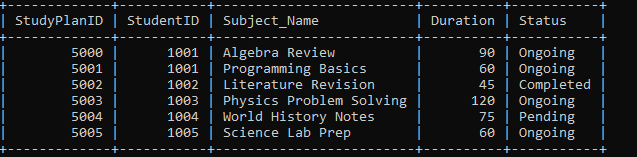 | StudyPlanID | StudentID | Subject_Name | Duration | Status |
| 5000 | 1001 | Algebra Review | 90 | Ongoing |
| 5001 | 1001 | Programming Basics | 60 | Ongoing |
| 5002 | 1002 | Literature Revision | 45 | Completed |
| 5003 | 1003 | Physics Problem Solving | 120 | Ongoing |
| 5004 | 1004 | World History Notes | 75 | Pending |
| 5005 | 1005 | Science Lab Prep | 60 | Ongoing |